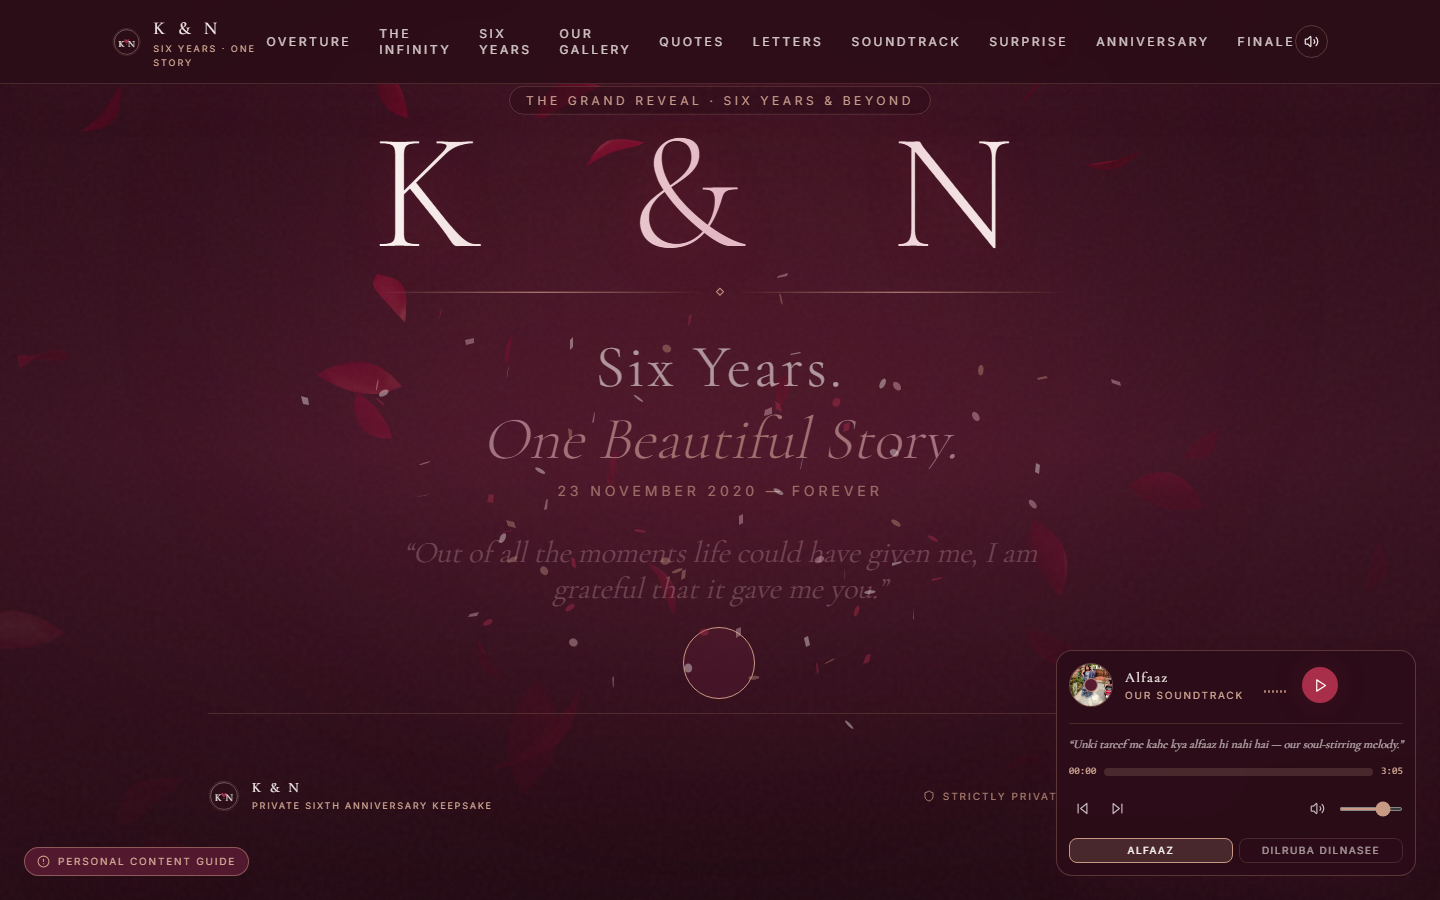 K & N
SIX YEARS · ONE
STORY
OVERTURE
THE
INFINITY
SIX
YEARS
OUR
GALLERY
QUOTES
LETTERS
SOUNDTRACK
SURPRISE
ANNIVERSARY
FINALE
THE GRAND REVEAL · SIX YEARS & BEYOND
K & N
Six Years.
One Beautiful Story.
23 NOVEMBER 2020 — FOREVER
“Out of all the moments life could have given me, I am
grateful that it gave me you.”
Alfaaz
OUR SOUNDTRACK
“Unki tareef me kahe kya alfaaz hi nahi hai — our soul-stirring melody.”
00:00
3:05
ALFAAZ
DILRUBA DILNASEE
K N
K & N
PRIVATE SIXTH ANNIVERSARY KEEPSAKE
STRICTLY PRIVAT
PERSONAL CONTENT GUIDE